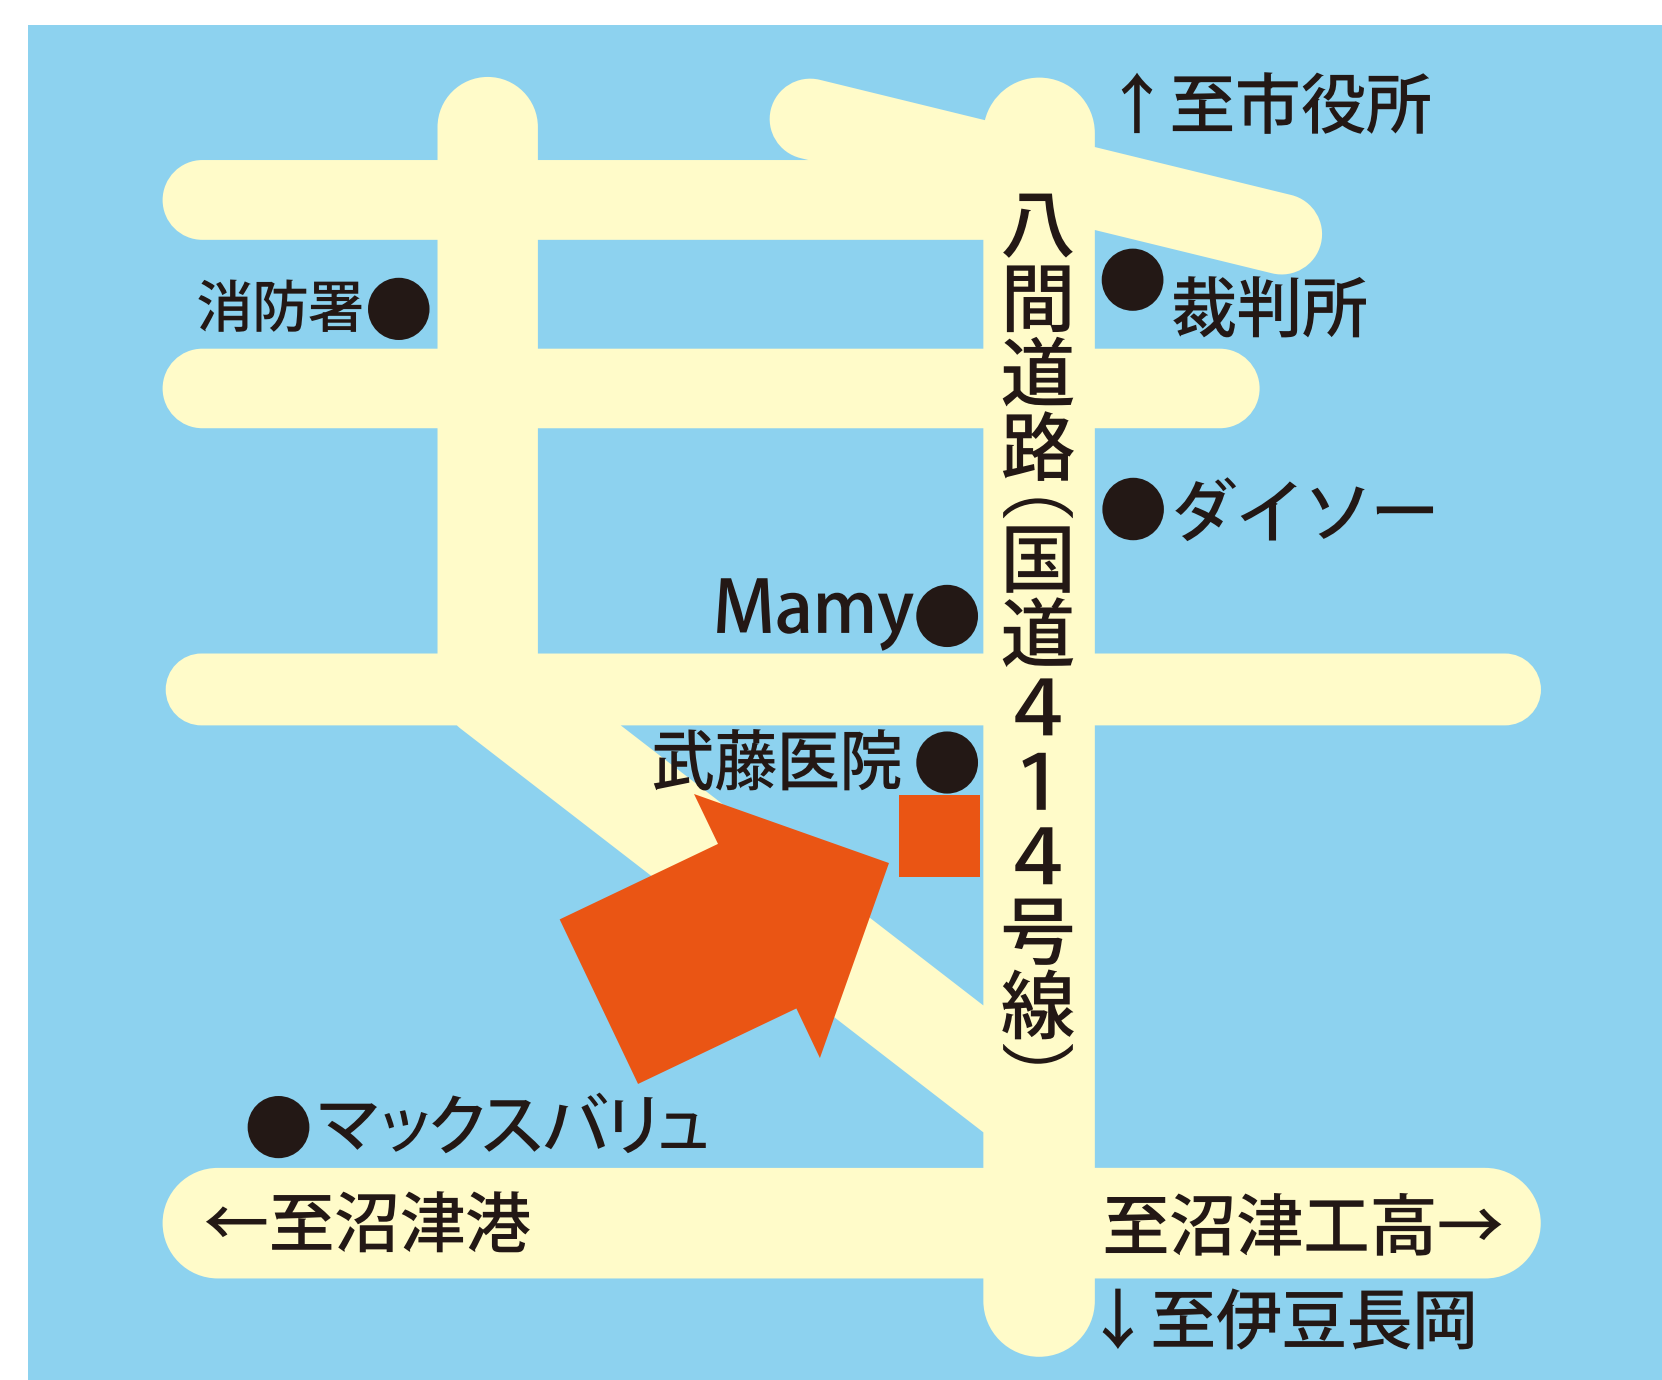 ↑至市役所
八間道路(国道414号線)
消防署
裁判所
ダイソー
Mamy
武藤医院
マックスバリュ
←至沼津港
至沼津工高→
↓至伊豆長岡